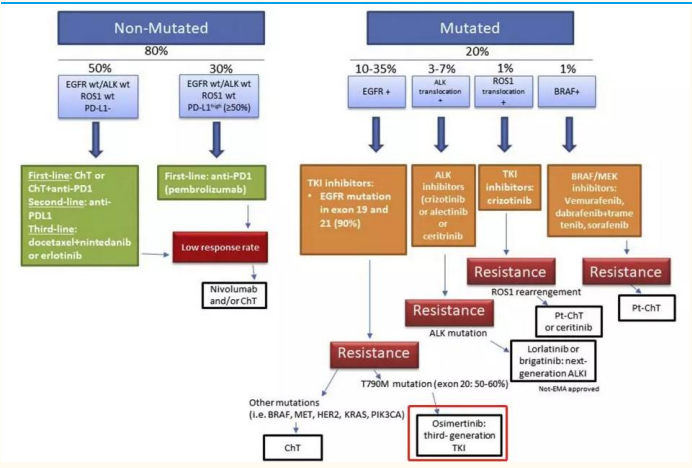 Non-Mutated
80%
50%
EGFR wt/ALK wt
ROS1 wt
PD-L1-
30%
EGFR wt/ALK wt
ROS1 wt
PD-L1high (≥50%)
First-line: ChT or
ChT+anti-PD1
Second-line: anti-
PDL1
Third-line:
docetaxel+nintedanib
or erlotinib
First-line: anti-PD1
(pembrolizumab)
Low response rate
Nivolumab
and/or ChT
Mutated
20%
10-35%
EGFR +
3-7%
ALK
translocation
+
1%
ROS1
translocation
+
1%
BRAF+
TKI inhibitors:
• EGFR mutation
in exon 19 and
21 (90%)
ALK
inhibitors
(crizotinib
or alectinib
or
ceritrinib
TKI
inhibitors:
crizotinib
BRAF/MEK
inhibitors:
Vemurafenib,
dabrafenib+trame
tenib, sorafenib
Resistance
ROS1 rearrengement
Pt-ChT
or ceritinib
Resistance
Pt-ChT
Resistance
ALK mutation
Lorlatinib or
brigatinib: next-
generation ALKI
Not-EMA approved
Resistance
T790M mutation (exon 20: 50-60%)
Other mutations
(i.e. BRAF, MET, HER2, KRAS, PIK3CA)
ChT
Osimertinib:
third- generation
TKI